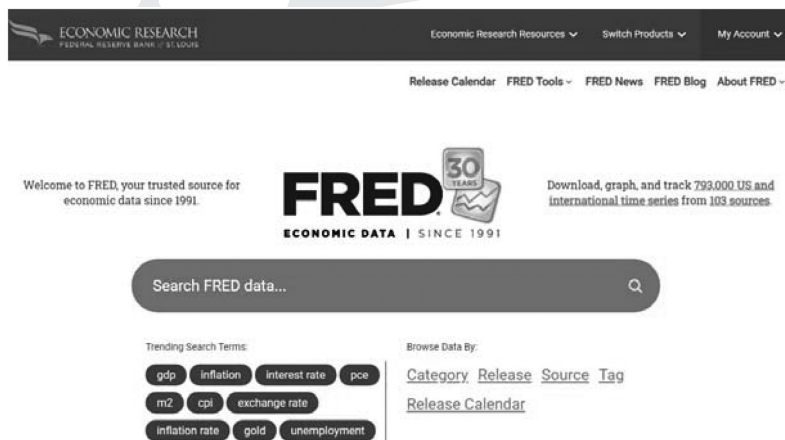 ECONOMIC RESEARCH
FEDERAL RESERVE BANK OF ST. LOUIS
Economic Research Resources
Switch Products
My Account
Release Calendar
FRED Tools
FRED News
FRED Blog
About FRED
Welcome to FRED, your trusted source for
economic data since 1991.
30
YEARS
FRED®
ECONOMIC DATA | SINCE 1991
Download, graph, and track 793,000 US and
international time series from 103 sources.
Search FRED data...
Trending Search Terms:
gdp inflation interest rate pce
m2 cpi exchange rate
inflation rate gold unemployment
Browse Data By:
Category Release Source Tag
Release Calendar